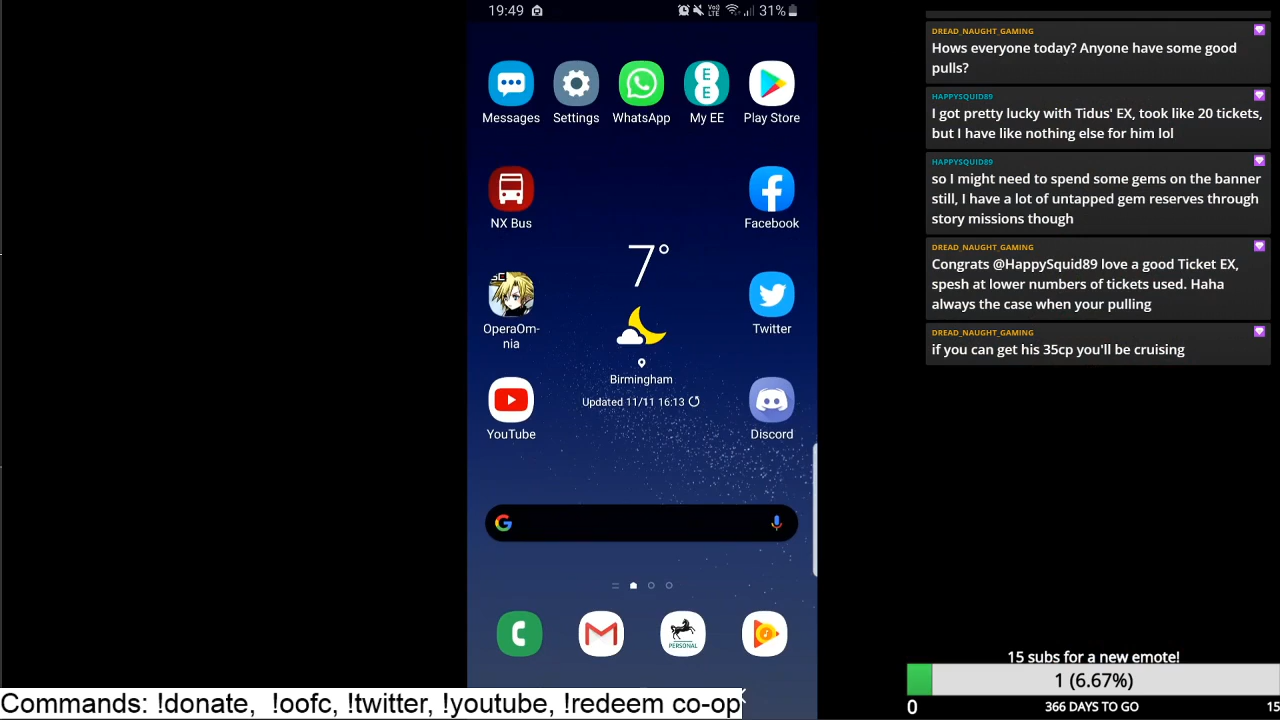 19:49
Vo))
LTE
31%
Messages
Settings
WhatsApp
My EE
Play Store
NX Bus
Facebook
7°
OperaOm-
nia
Twitter
Birmingham
Updated 11/11 16:13
YouTube
Discord
PERSONAL
DREAD_NAUGHT_GAMING
Hows everyone today? Anyone have some good
pulls?
HAPPYSQUID89
I got pretty lucky with Tidus' EX, took like 20 tickets,
but I have like nothing else for him lol
HAPPYSQUID89
so I might need to spend some gems on the banner
still, I have a lot of untapped gem reserves through
story missions though
DREAD_NAUGHT_GAMING
Congrats @HappySquid89 love a good Ticket EX,
spesh at lower numbers of tickets used. Haha
always the case when your pulling
DREAD_NAUGHT_GAMING
if you can get his 35cp you'll be cruising
15 subs for a new emote!
1 (6.67%)
0
366 DAYS TO GO
15
Commands: !donate, !oofc, !twitter, !youtube, !redeem co-op